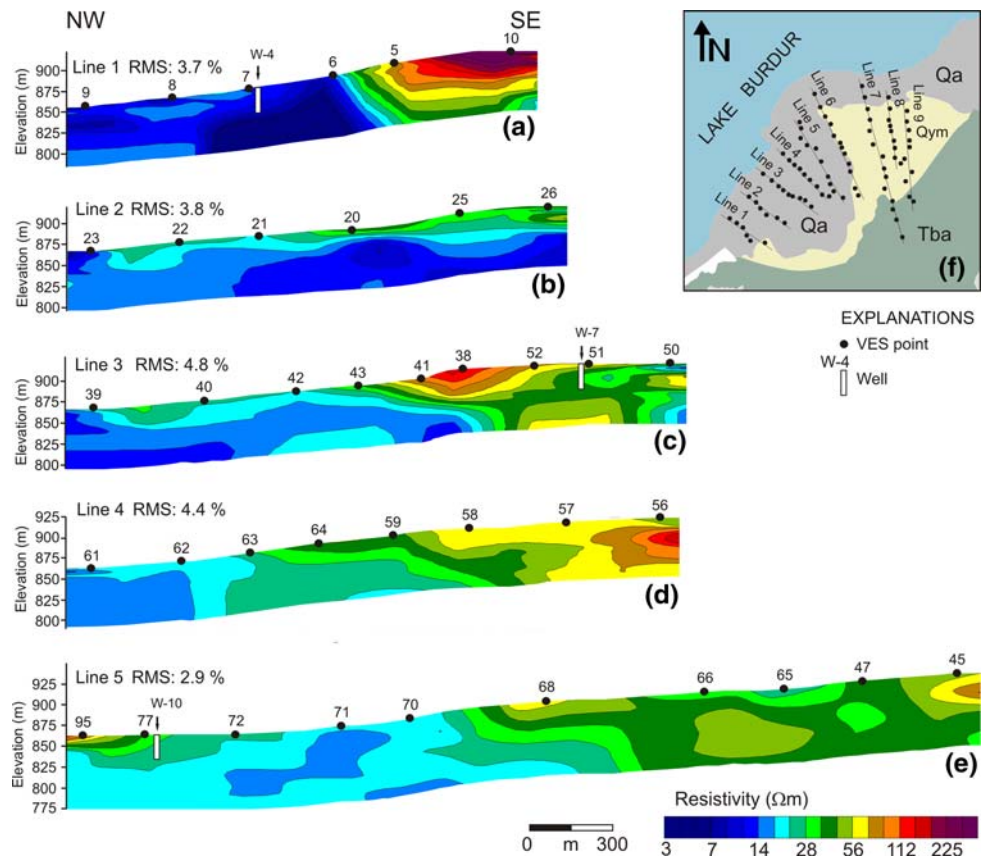 NW SE
Line 1 RMS: 3.7 %
W-4
9 8 7 6 5 10
Elevation (m)
900
850
825
800
(a)
Line 2 RMS: 3.8 %
23 22 21 20 25 26
Elevation (m)
900
875
850
800
(b)
Line 3 RMS: 4.8 %
W-7
39 40 42 43 41 38 52 51 50
Elevation (m)
900
850
825
800
(c)
Line 4 RMS: 4.4 %
61 62 63 64 59 58 57 56
Elevation (m)
925
900
875
850
825
800
(d)
Line 5 RMS: 2.9 %
W-10
95 77 72 71 70 68 66 65 47 45
Elevation (m)
925
900
850
825
800
775
(e)
0 m 300
Resistivity (Ωm)
3 7 14 28 56 112 225
N
LAKE BURDUR
Line 1
Line 2
Line 3
Line 4
Line 5
Line 6
Line 7
Line 8
Line 9
Qa
Qym
Qa
Tba
(f)
EXPLANATIONS
VES point
W-4
Well